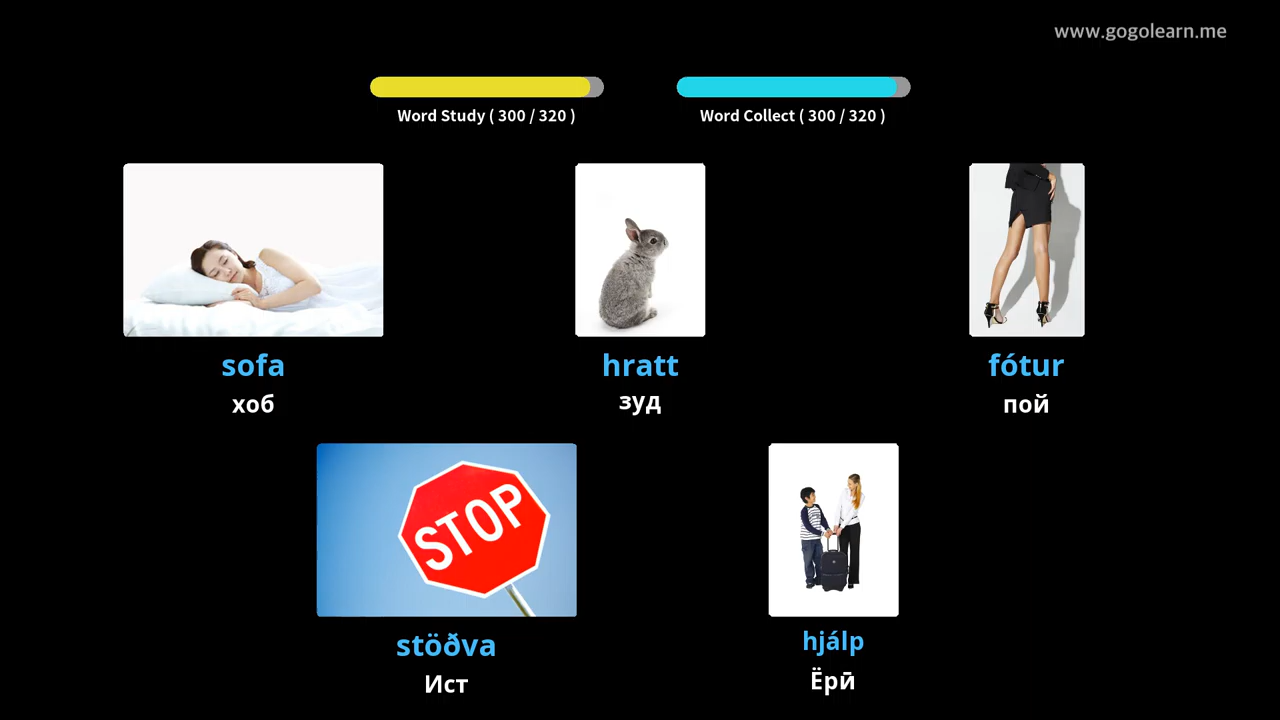 www.gogolearn.me
Word Study ( 300 / 320 )
Word Collect ( 300 / 320 )
sofa
хоб
hratt
зуд
fótur
пой
STOP
stöðva
Ист
hjálp
Ёрӣ